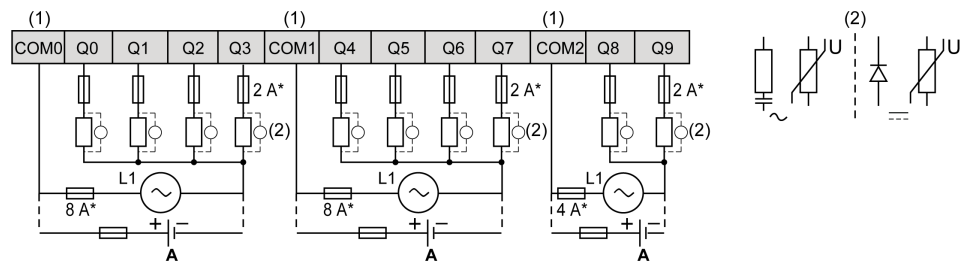 (1) (1) (1) (2)
COM0 Q0 Q1 Q2 Q3 COM1 Q4 Q5 Q6 Q7 COM2 Q8 Q9
U U
2 A* 2 A* 2 A*
(2) (2) (2)
L1 L1 L1
8 A* 8 A* 4 A*
+ − + − + −
A A A